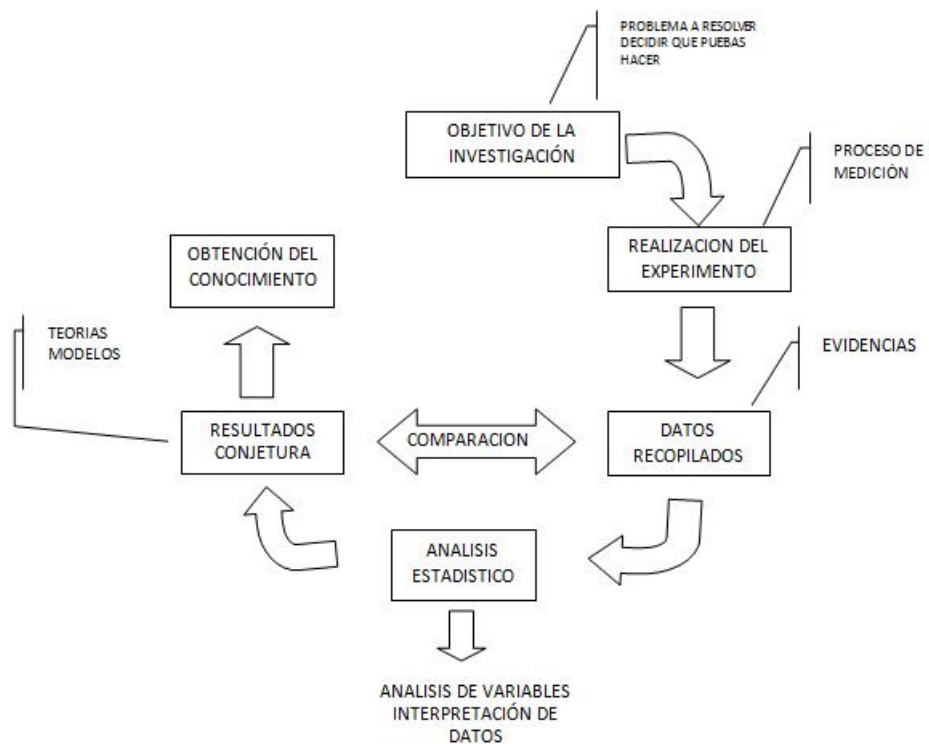 PROBLEMA A RESOLVER
DECIDIR QUE PUEBAS
HACER
OBJETIVO DE LA
INVESTIGACIÓN
PROCESO DE
MEDICIÓN
REALIZACION DEL
EXPERIMENTO
OBTENCIÓN DEL
CONOCIMIENTO
TEORIAS
MODELOS
EVIDENCIAS
RESULTADOS
CONJETURA
COMPARACION
DATOS
RECOPILADOS
ANALISIS
ESTADISTICO
ANALISIS DE VARIABLES
INTERPRETACIÓN DE
DATOS